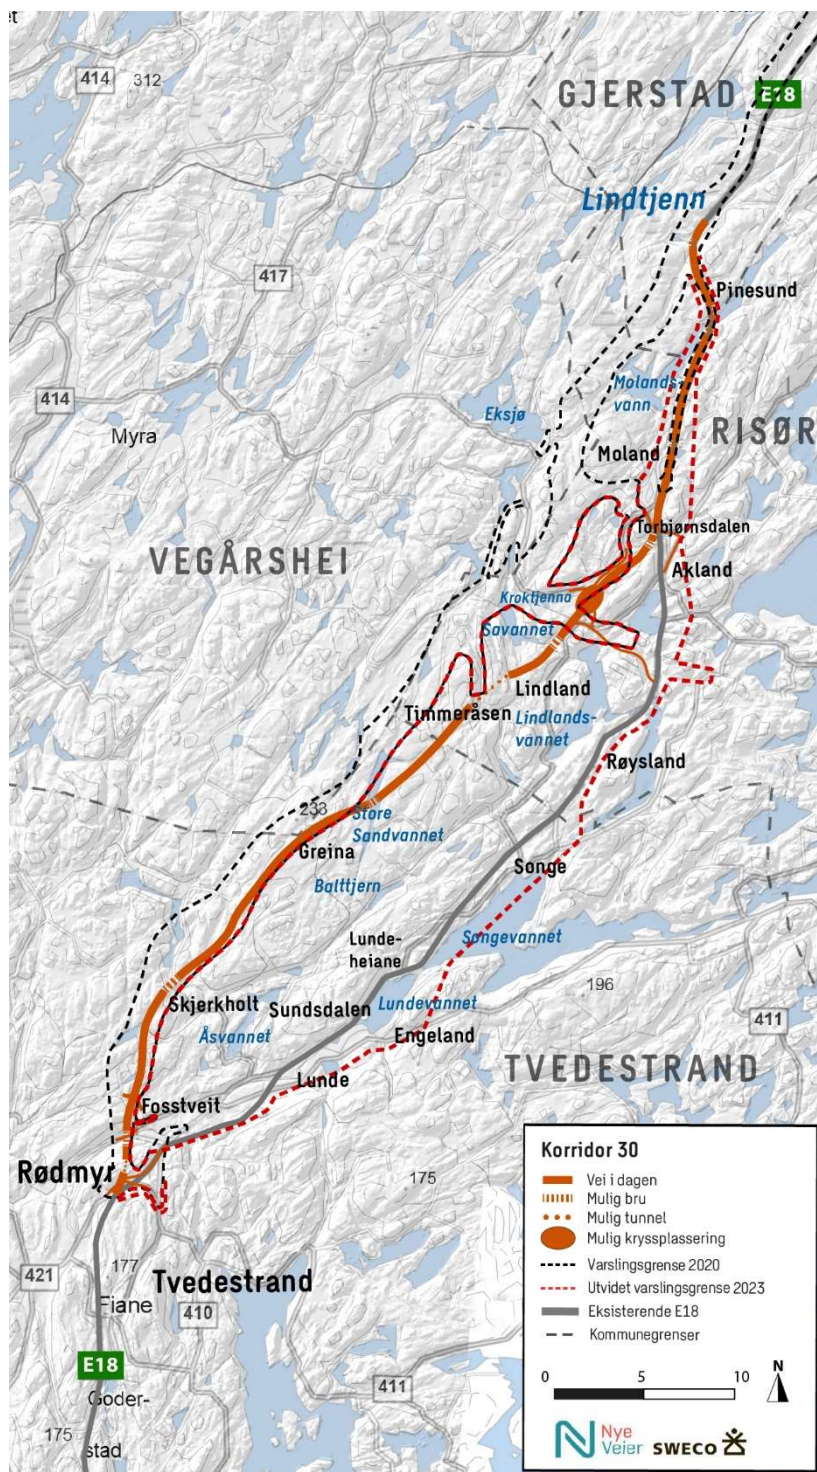 414
312
GJERSTAD
E18
Lindtjenn
417
Pinesund
414
Molands-
vann
Eksjø
RISØR
Myra
Moland
Torbjørnsdalen
VEGÅRSHEI
Akland
Kroktjenna
Savannet
Lindland
Timmeråsen
Lindlands-
vannet
Røysland
233
Store
Sandvannet
Greina
Songe
Balttjern
Lunde-
heiane
Songevannet
196
Skjerkholt
Sundsdalen
Lundevannet
411
Åsvannet
Engeland
TVEDESTRAND
Lunde
Fosstveit
Rødmyr
175
177
421
Tvedestrand
Fiane
410
E18
411
Goder-
stad
175
Korridor 30
Vei i dagen
Mulig bru
Mulig tunnel
Mulig kryssplassering
Varslingsgrense 2020
Utvidet varslingsgrense 2023
Eksisterende E18
Kommunegrenser
0 5 10 N
Nye
Veier
SWECO